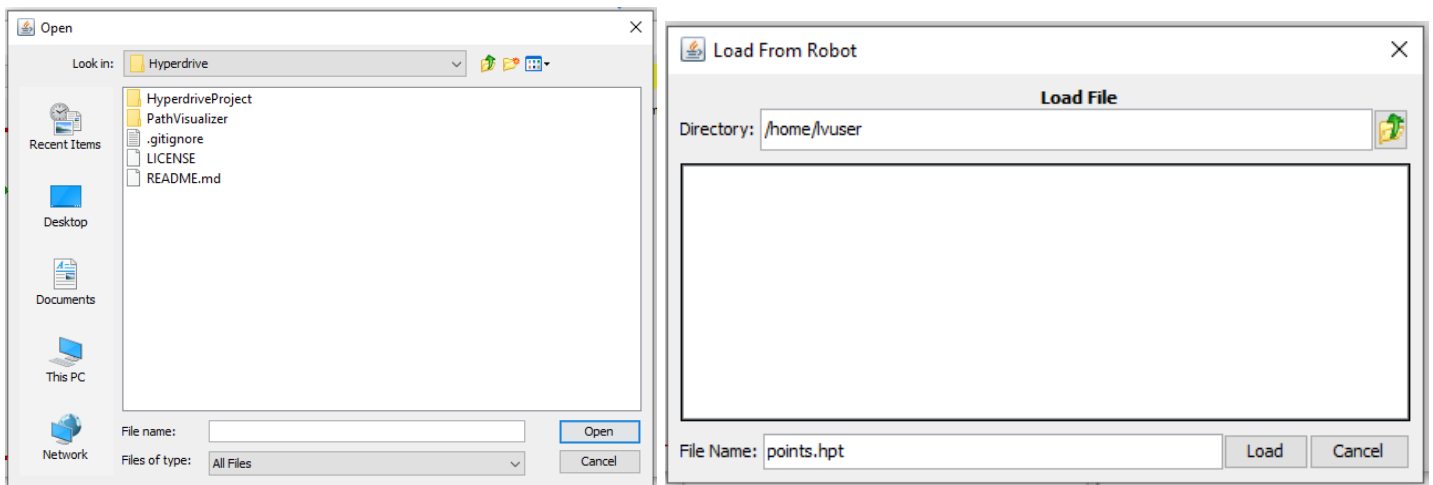 Open
Look in: Hyperdrive
HyperdriveProject
PathVisualizer
.gitignore
LICENSE
README.md
Recent Items
Desktop
Documents
This PC
Network
File name:
Open
Files of type: All Files
Cancel
Load From Robot
Load File
Directory: /home/lvuser
File Name: points.hpt
Load
Cancel